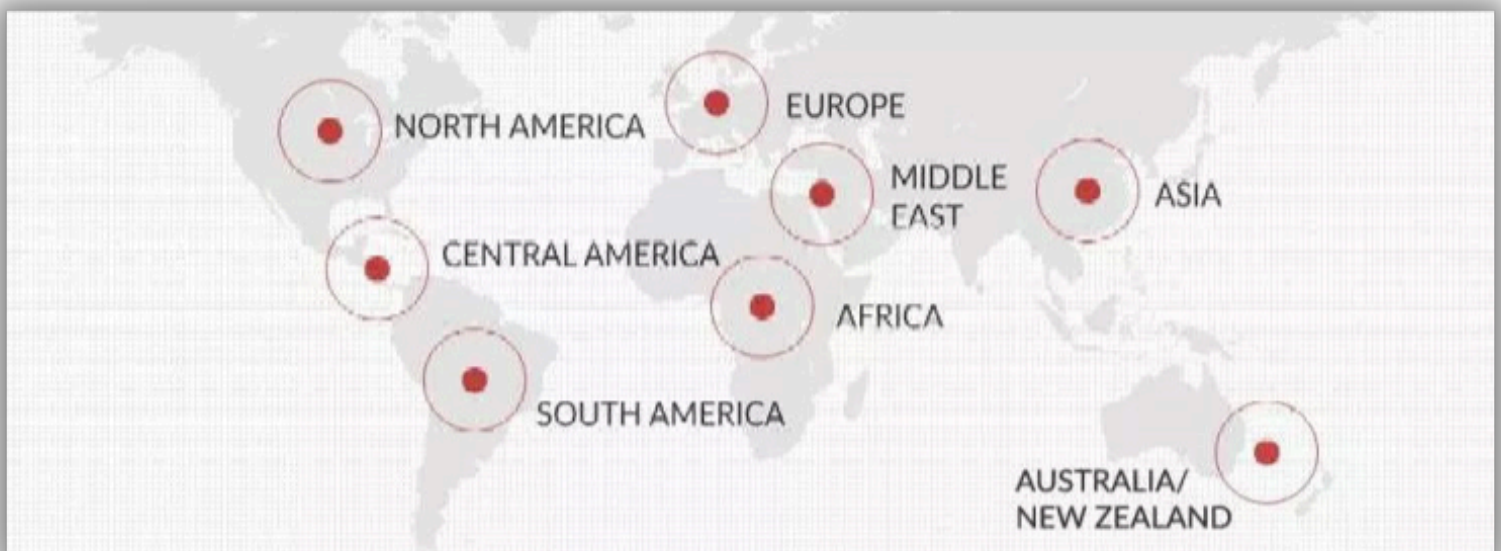 NORTH AMERICA
EUROPE
MIDDLE
EAST
ASIA
CENTRAL AMERICA
AFRICA
SOUTH AMERICA
AUSTRALIA/
NEW ZEALAND